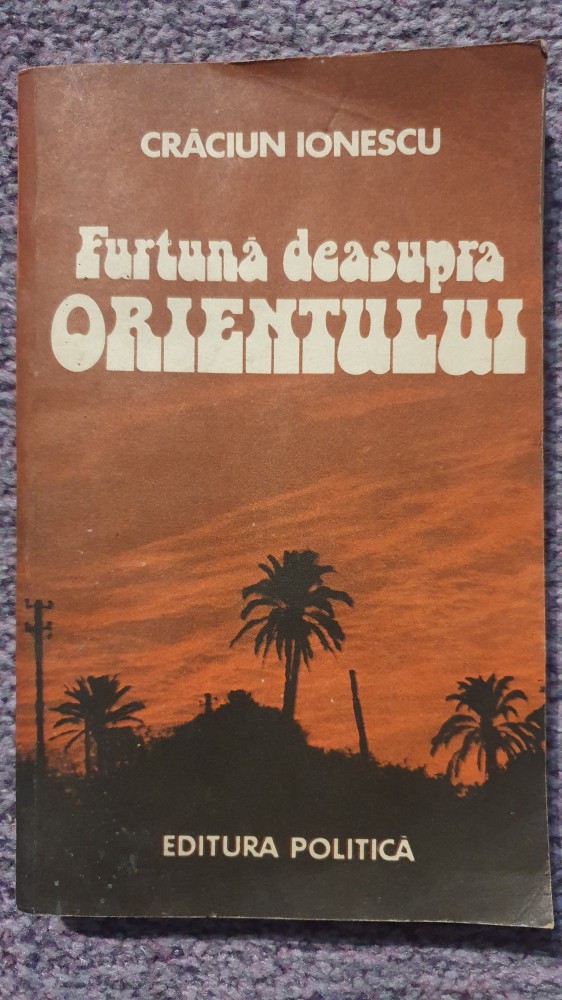 CRĂCIUN IONESCU
Furtună deasupra
ORIENTULUI
EDITURA POLITICĂ